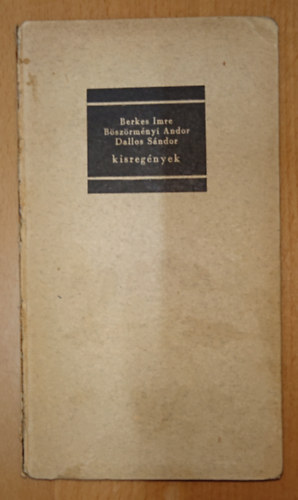 Berkes Imre
Böszörményi Andor
Dallos Sándor
kisregények